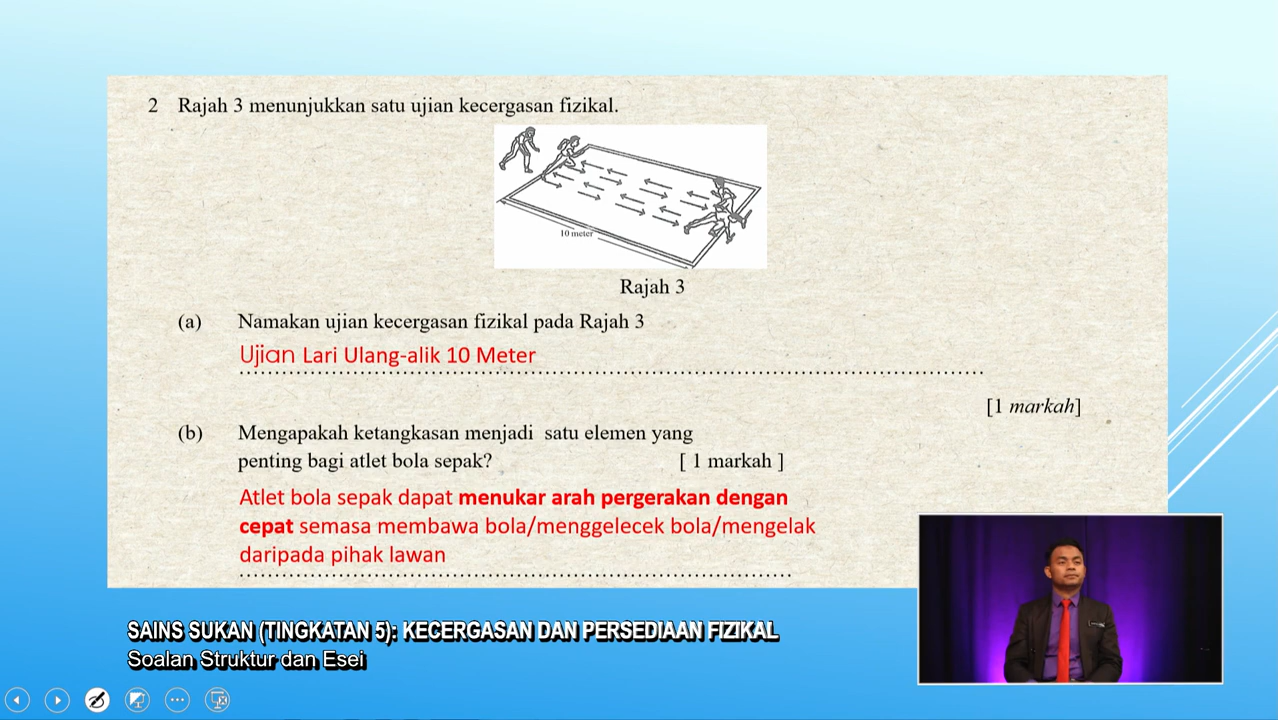 2 Rajah 3 menunjukkan satu ujian kecergasan fizikal.
10 meter
Rajah 3
(a) Namakan ujian kecergasan fizikal pada Rajah 3
Ujian Lari Ulang-alik 10 Meter
[1 markah]
(b) Mengapakah ketangkasan menjadi satu elemen yang
penting bagi atlet bola sepak? [ 1 markah ]
Atlet bola sepak dapat menukar arah pergerakan dengan
cepat semasa membawa bola/menggelecek bola/mengelak
daripada pihak lawan
SAINS SUKAN (TINGKATAN 5): KECERGASAN DAN PERSEDIAAN FIZIKAL
Soalan Struktur dan Esei